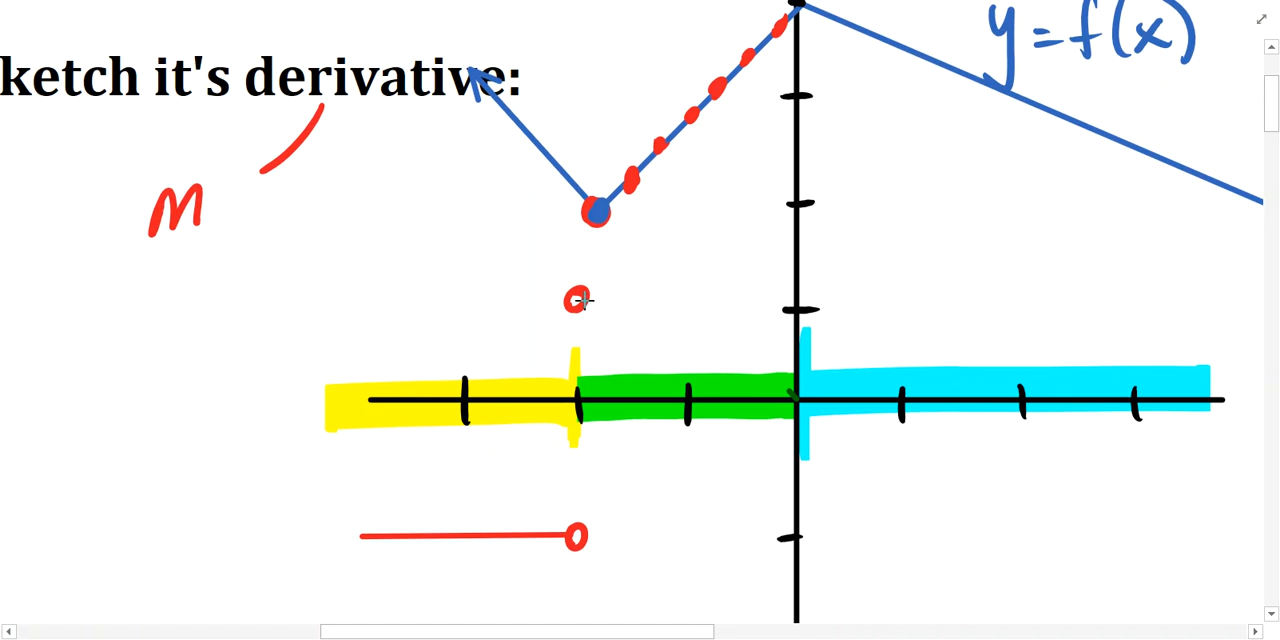 y = f(x)
ketch it's derivative:
M